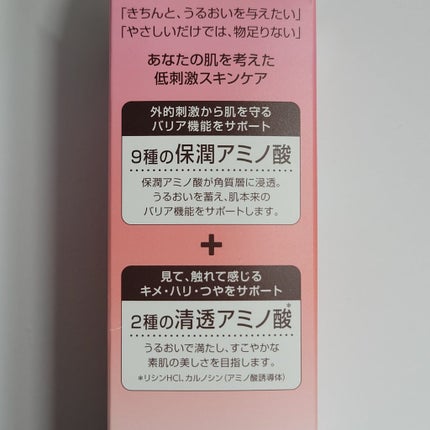 「きちんと、うるおいを与えたい」
「やさしいだけでは、物足りない」
あなたの肌を考えた
低刺激スキンケア
外的刺激から肌を守る
バリア機能をサポート
9種の保潤アミノ酸
保潤アミノ酸が角質層に浸透。
うるおいを蓄え、肌本来の
バリア機能をサポートします。
+
見て、触れて感じる
キメ・ハリ・つやをサポート
2種の清透アミノ酸*
うるおいで満たし、すこやかな
素肌の美しさを目指します。
*リシンHCl、カルノシン(アミノ酸誘導体)